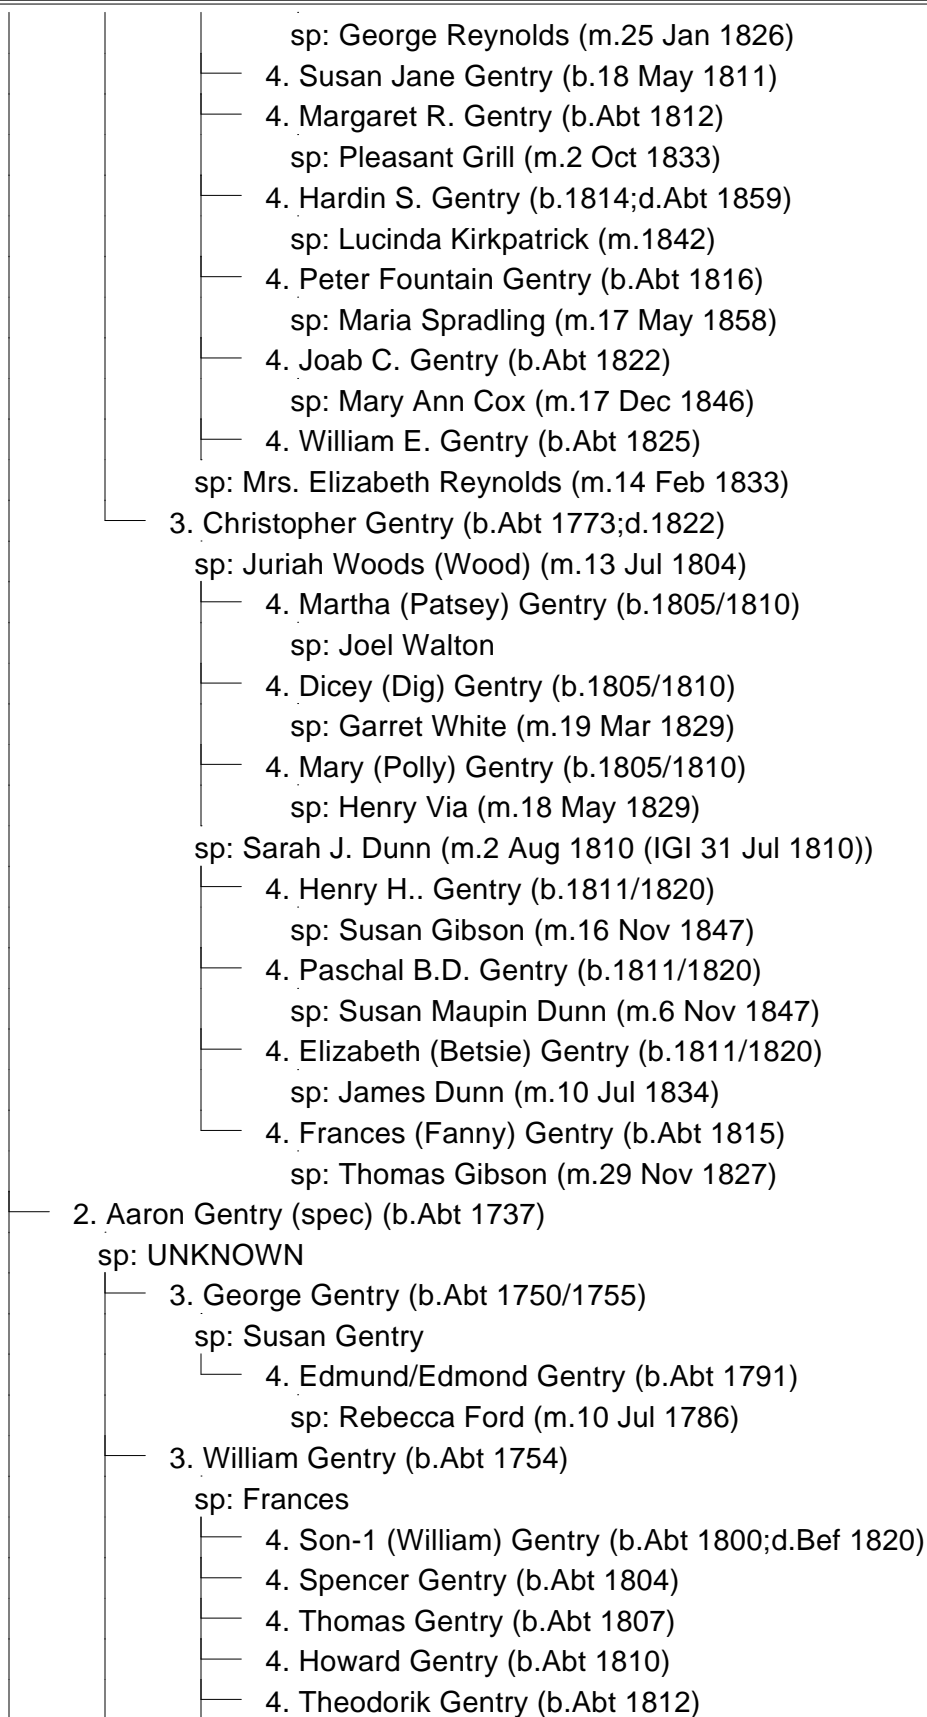 sp: George Reynolds (m.25 Jan 1826)
4. Susan Jane Gentry (b.18 May 1811)
4. Margaret R. Gentry (b.Abt 1812)
sp: Pleasant Grill (m.2 Oct 1833)
4. Hardin S. Gentry (b.1814;d.Abt 1859)
sp: Lucinda Kirkpatrick (m.1842)
4. Peter Fountain Gentry (b.Abt 1816)
sp: Maria Spradling (m.17 May 1858)
4. Joab C. Gentry (b.Abt 1822)
sp: Mary Ann Cox (m.17 Dec 1846)
4. William E. Gentry (b.Abt 1825)
sp: Mrs. Elizabeth Reynolds (m.14 Feb 1833)
3. Christopher Gentry (b.Abt 1773;d.1822)
sp: Juriah Woods (Wood) (m.13 Jul 1804)
4. Martha (Patsey) Gentry (b.1805/1810)
sp: Joel Walton
4. Dicey (Dig) Gentry (b.1805/1810)
sp: Garret White (m.19 Mar 1829)
4. Mary (Polly) Gentry (b.1805/1810)
sp: Henry Via (m.18 May 1829)
sp: Sarah J. Dunn (m.2 Aug 1810 (IGI 31 Jul 1810))
4. Henry H.. Gentry (b.1811/1820)
sp: Susan Gibson (m.16 Nov 1847)
4. Paschal B.D. Gentry (b.1811/1820)
sp: Susan Maupin Dunn (m.6 Nov 1847)
4. Elizabeth (Betsie) Gentry (b.1811/1820)
sp: James Dunn (m.10 Jul 1834)
4. Frances (Fanny) Gentry (b.Abt 1815)
sp: Thomas Gibson (m.29 Nov 1827)
2. Aaron Gentry (spec) (b.Abt 1737)
sp: UNKNOWN
3. George Gentry (b.Abt 1750/1755)
sp: Susan Gentry
4. Edmund/Edmond Gentry (b.Abt 1791)
sp: Rebecca Ford (m.10 Jul 1786)
3. William Gentry (b.Abt 1754)
sp: Frances
4. Son-1 (William) Gentry (b.Abt 1800;d.Bef 1820)
4. Spencer Gentry (b.Abt 1804)
4. Thomas Gentry (b.Abt 1807)
4. Howard Gentry (b.Abt 1810)
4. Theodorik Gentry (b.Abt 1812)